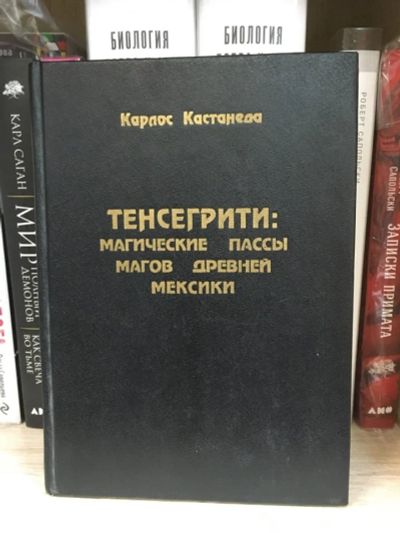 БИОЛОГИЯ
БИОЛОГИЯ
Карлос Кастанеда
ТЕНСЕГРИТИ:
МАГИЧЕСКИЕ ПАССЫ
МАГОВ ДРЕВНЕЙ
МЕКСИКИ
КАРЛ САГАН
МИР
ПОЛНЫЙ
ДЕМОНОВ
КАК СВЕЧА
ВО ТЬМЕ
РОБЕРТ САПОЛЬСКИ
САПОЛЬСКИ
ЗАПИСКИ ПРИМАТА